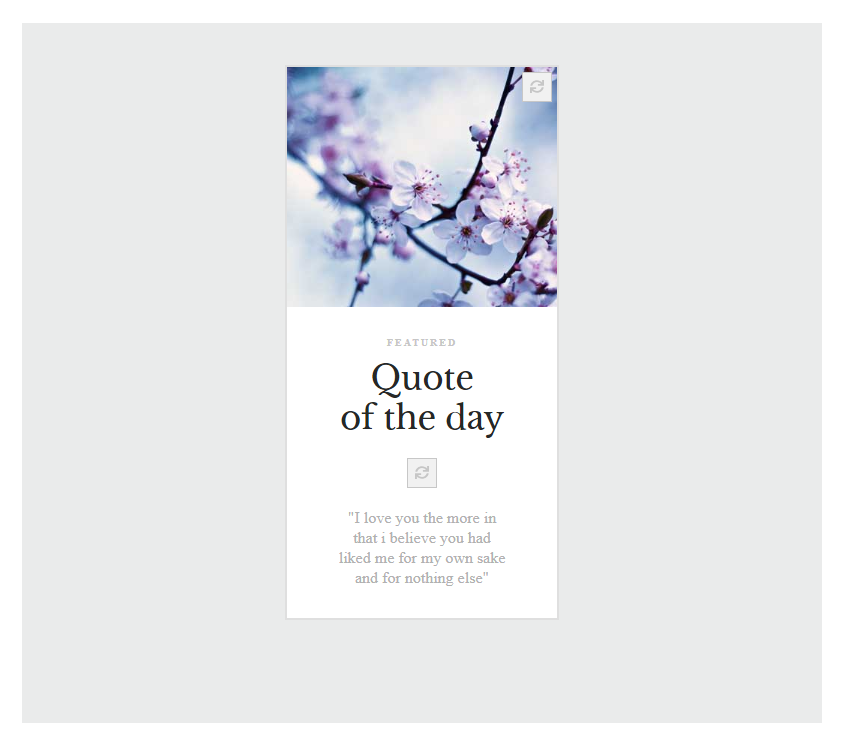 FEATURED
Quote
of the day
"I love you the more in
that i believe you had
liked me for my own sake
and for nothing else"